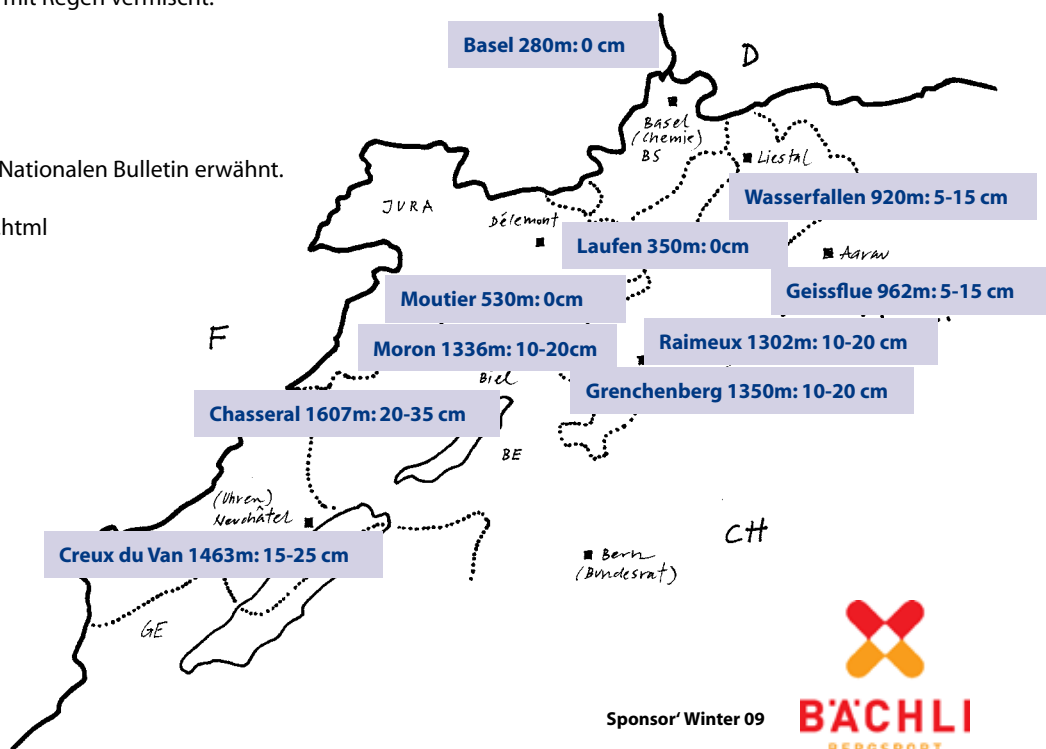 mit Regen vermischt.
Basel 280m: 0 cm
D
Basel
(Chemie)
BS
Liestal
Nationalen Bulletin erwähnt.
Wasserfallen 920m: 5-15 cm
JURA
html
Délemont
Laufen 350m: 0cm
Aarau
Geissflue 962m: 5-15 cm
Moutier 530m: 0cm
F
Raimeux 1302m: 10-20 cm
Moron 1336m: 10-20cm
Biel
Grenchenberg 1350m: 10-20 cm
Chasseral 1607m: 20-35 cm
BE
(Uhren)
Neuchâtel
CH
Creux du Van 1463m: 15-25 cm
Bern
(Bundesrat)
GE
Sponsor‘ Winter 09
BÄCHLI
BERGSPORT